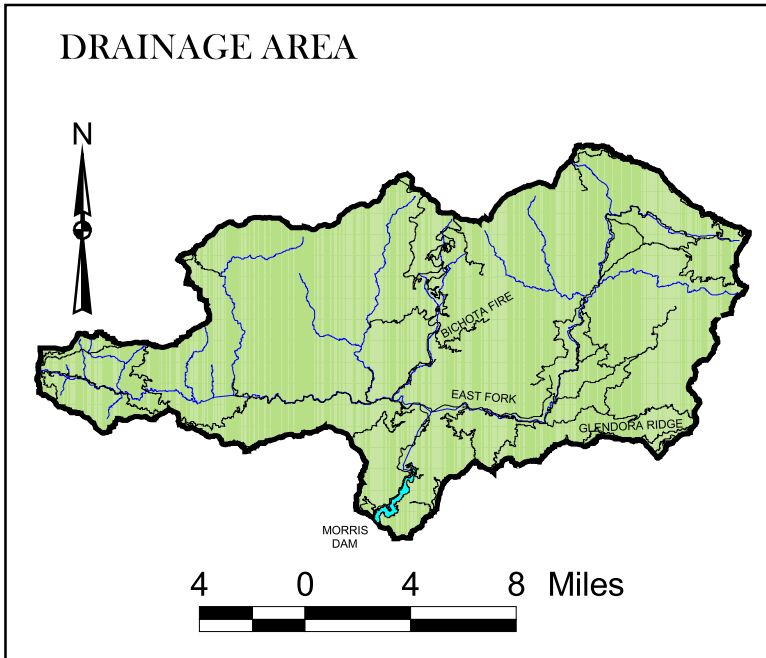 DRAINAGE AREA
N
BICHOTA FIRE
EAST FORK
GLENDORA RIDGE
MORRIS
DAM
4 0 4 8 Miles